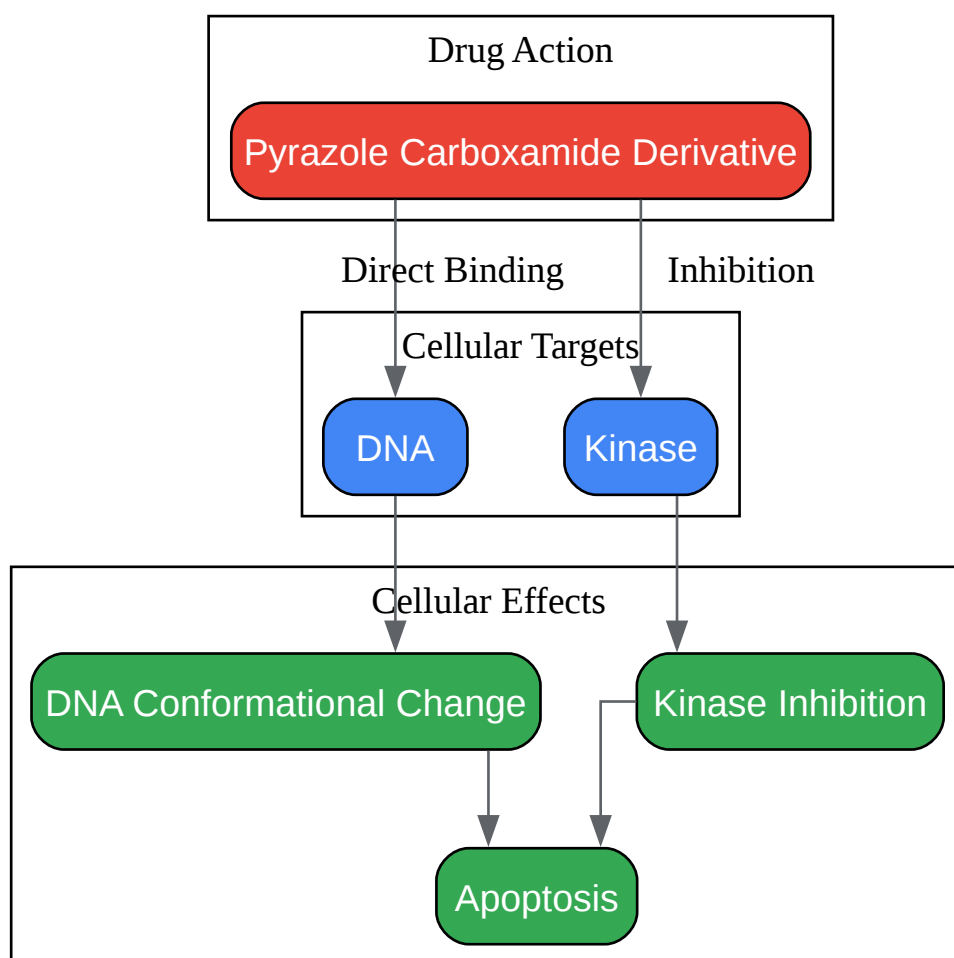 Drug Action
Pyrazole Carboxamide Derivative
Direct Binding
Inhibition
Cellular Targets
DNA
Kinase
Cellular Effects
DNA Conformational Change
Kinase Inhibition
Apoptosis